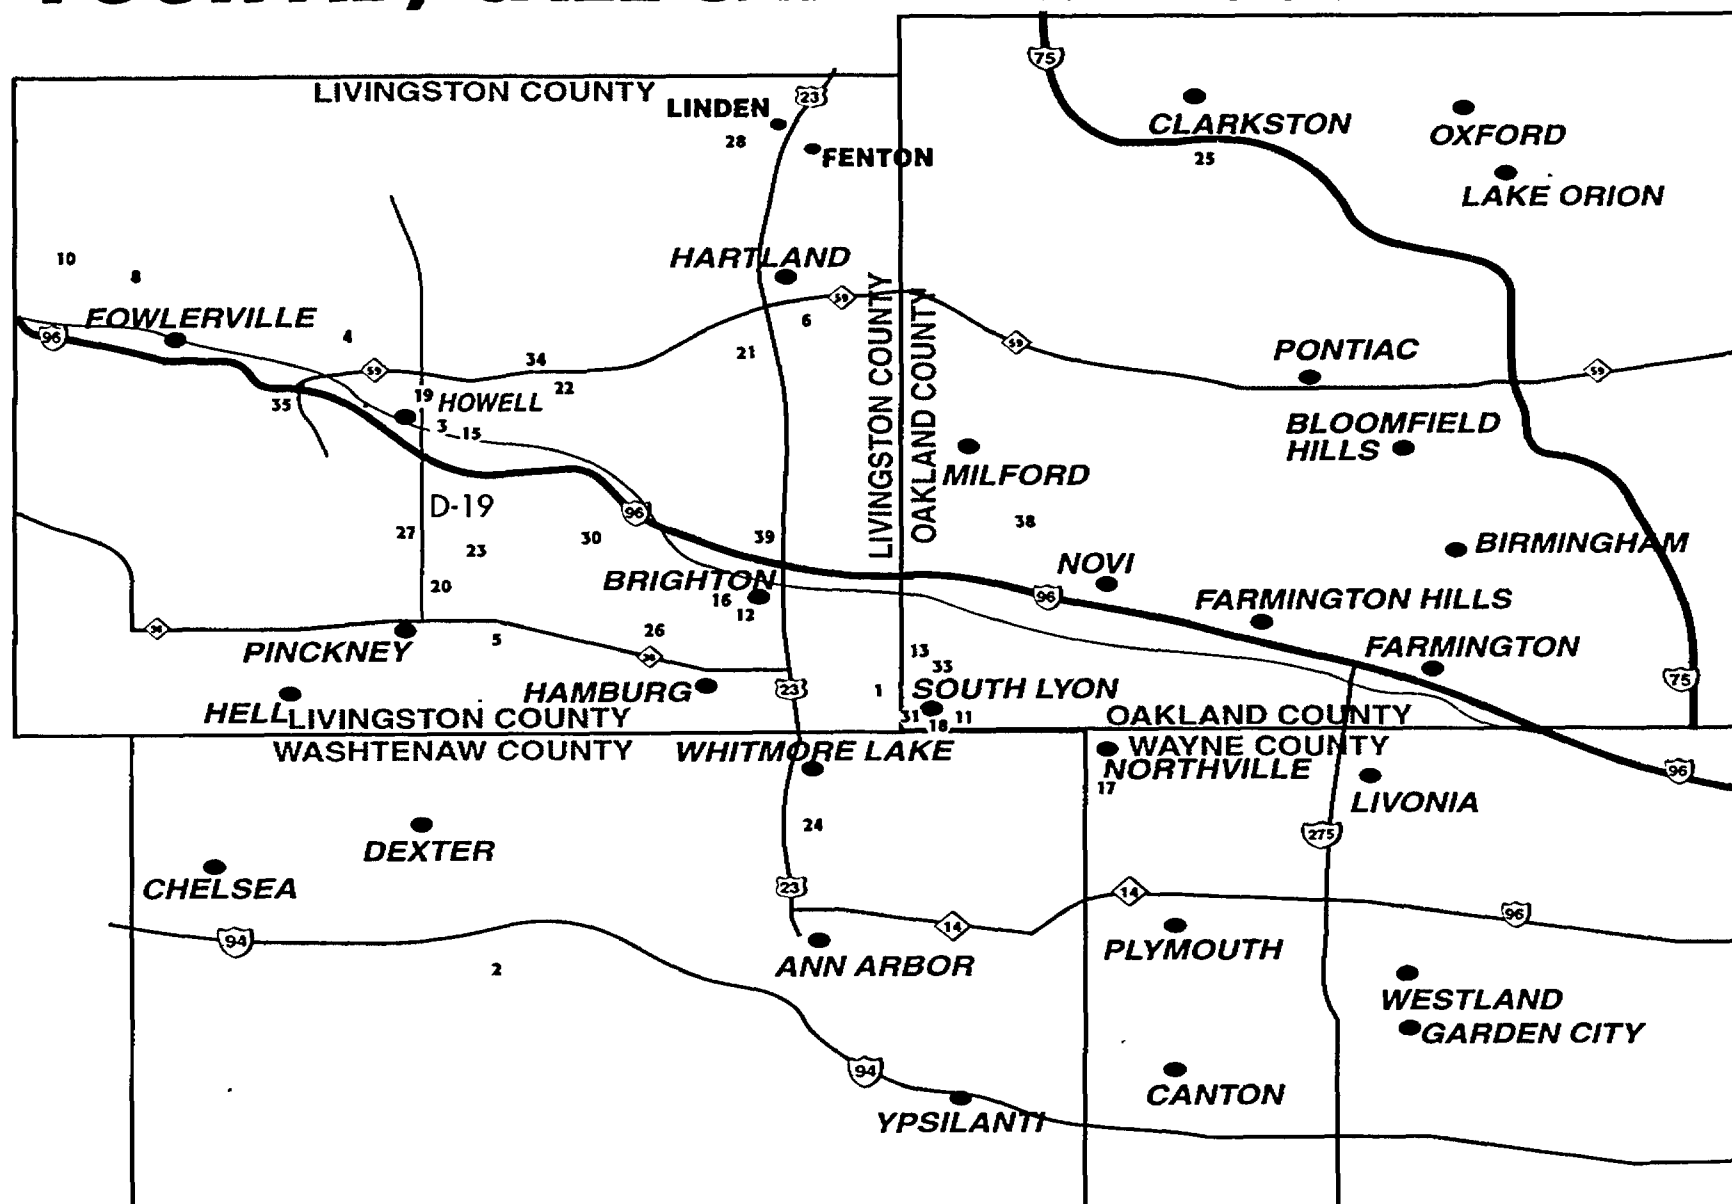 75
LIVINGSTON COUNTY
LINDEN
23
28
FENTON
CLARKSTON
25
OXFORD
LAKE ORION
10
8
HARTLAND
59
6
FOWLERVILLE
96
4
59
34
22
21
35
19 HOWELL
3 15
LIVINGSTON COUNTY
OAKLAND COUNTY
59
PONTIAC
59
BLOOMFIELD
HILLS
MILFORD
38
D-19
27
23
20
30
96
39
BRIGHTON
16
12
NOVI
96
BIRMINGHAM
FARMINGTON HILLS
FARMINGTON
75
36
PINCKNEY
5
26
36
HAMBURG
23
1
13
33
SOUTH LYON
31
18
11
HELL
LIVINGSTON COUNTY
WASHTENAW COUNTY
WHITMORE LAKE
OAKLAND COUNTY
WAYNE COUNTY
NORTHVILLE
17
LIVONIA
96
275
24
DEXTER
CHELSEA
23
14
14
96
94
2
ANN ARBOR
PLYMOUTH
WESTLAND
GARDEN CITY
94
YPSILANTI
CANTON